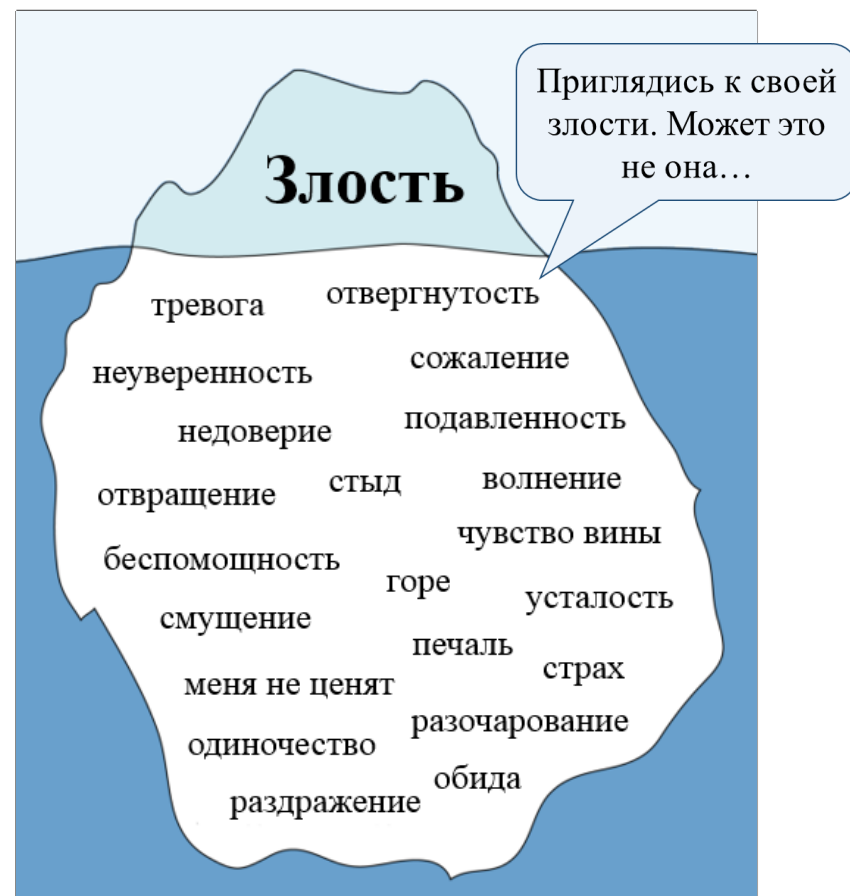 Приглядись к своей
злости. Может это
не она…
Злость
тревога
отвергнутость
неуверенность
сожаление
недоверие
подавленность
отвращение
стыд
волнение
чувство вины
беспомощность
горе
усталость
смущение
печаль
страх
меня не ценят
разочарование
одиночество
обида
раздражение